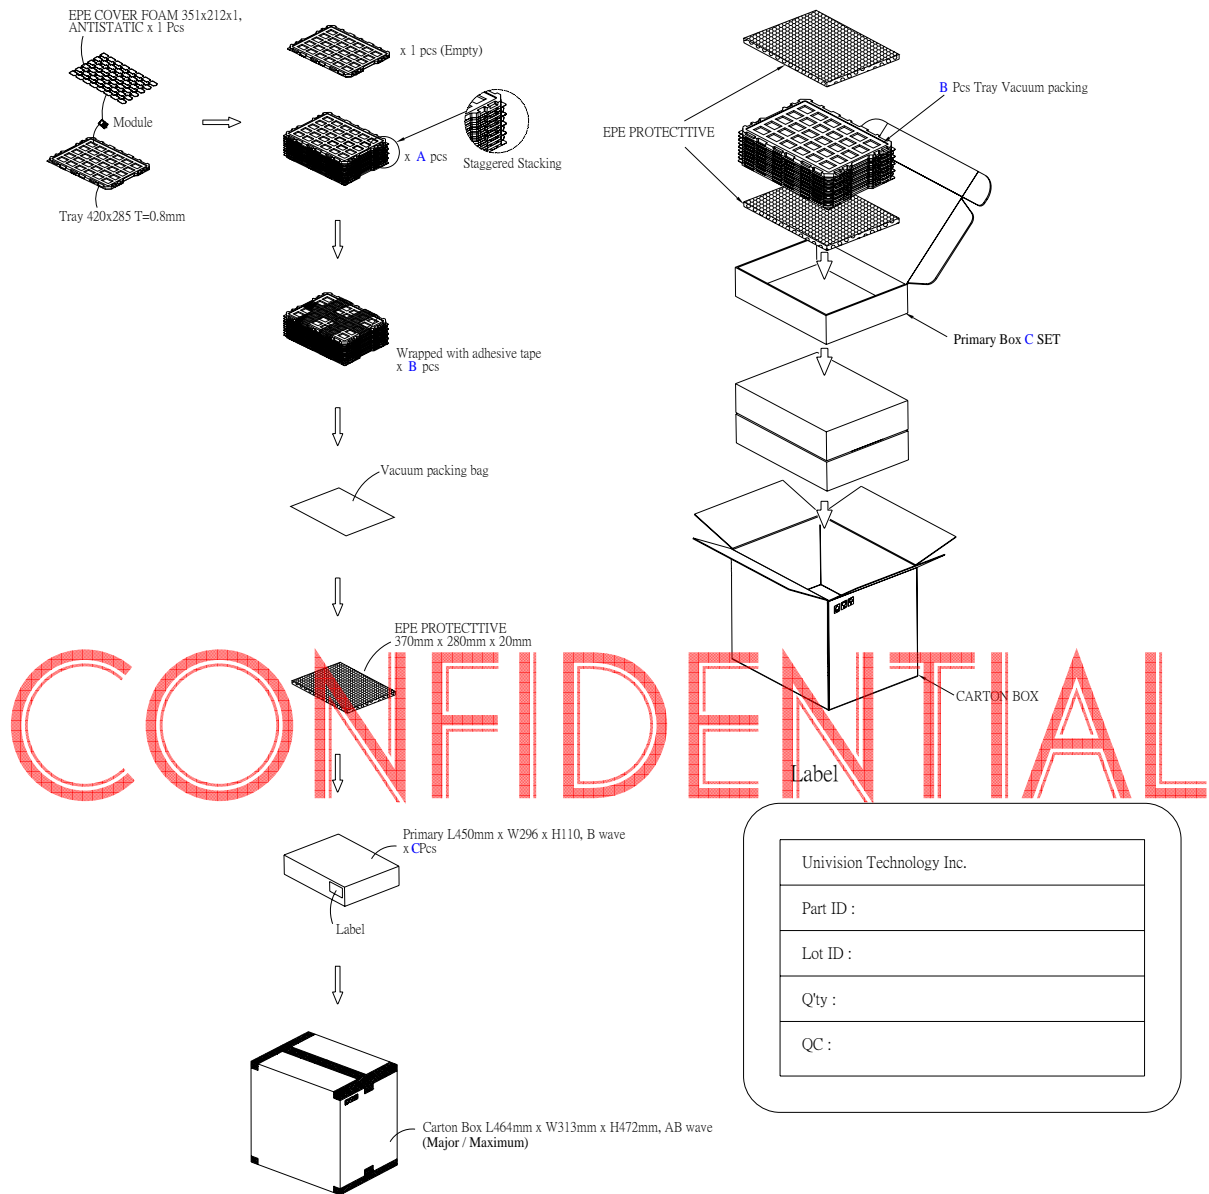 EPE COVER FOAM 351x212x1,
ANTISTATIC x 1 Pcs
Module
Tray 420x285 T=0.8mm
x 1 pcs (Empty)
x A pcs
Staggered Stacking
Wrapped with adhesive tape
x B pcs
Vacuum packing bag
EPE PROTECTTIVE
370mm x 280mm x 20mm
Primary L450mm x W296 x H110, B wave
x CPcs
Label
Carton Box L464mm x W313mm x H472mm, AB wave
(Major / Maximum)
B Pcs Tray Vacuum packing
EPE PROTECTTIVE
Primary Box C SET
CARTON BOX
CONFIDENTIAL
Label
Univision Technology Inc.
Part ID :
Lot ID :
Q'ty :
QC :